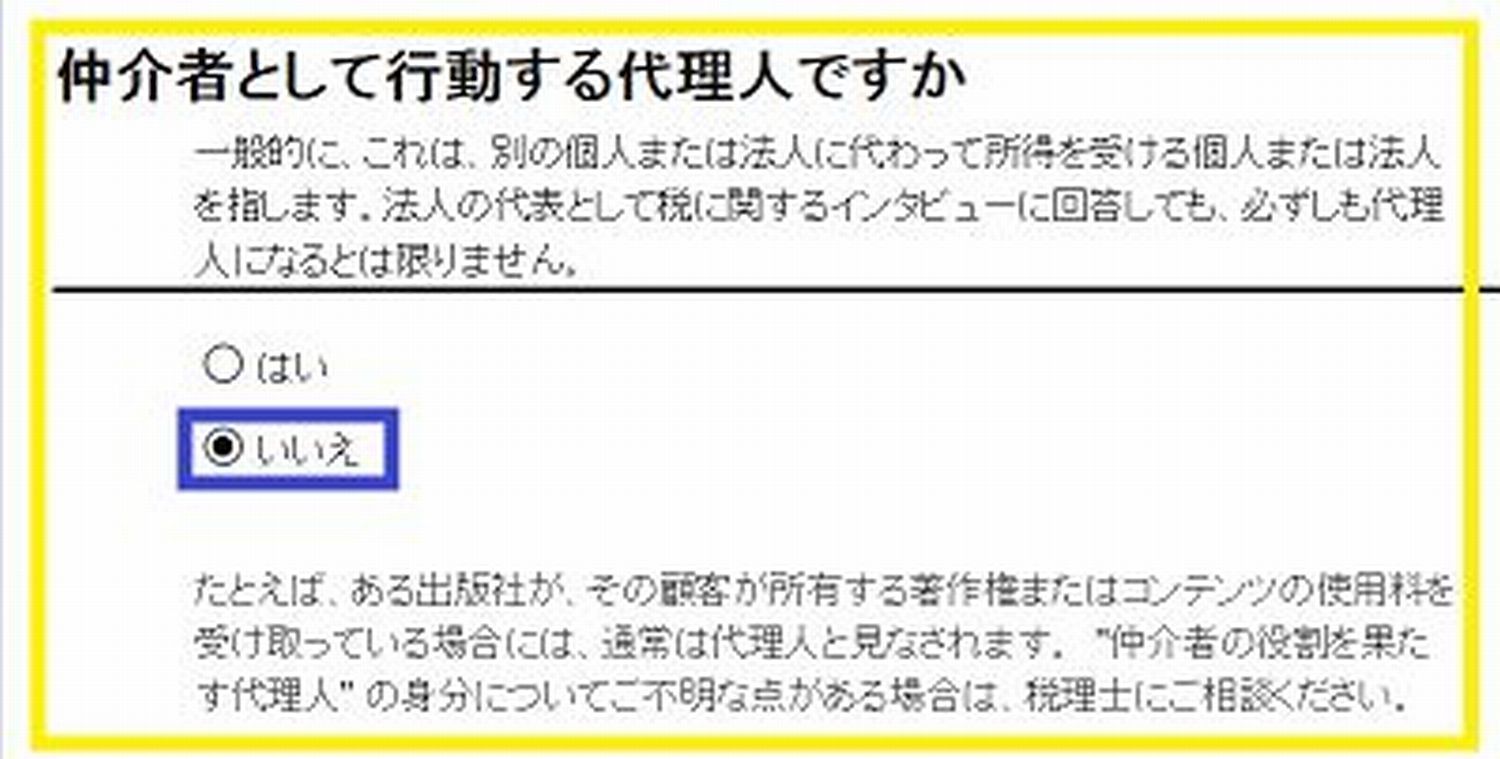 仲介者として行動する代理人ですか
一般的に、これは、別の個人または法人に代わって所得を受ける個人または法人
を指します。法人の代表として税に関するインタビューに回答しても、必ずしも代理
人になるとは限りません。
はい
いいえ
たとえば、ある出版社が、その顧客が所有する著作権またはコンテンツの使用料を
受け取っている場合には、通常は代理人と見なされます。 "仲介者の役割を果た
す代理人" の身分についてご不明な点がある場合は、税理士にご相談ください。